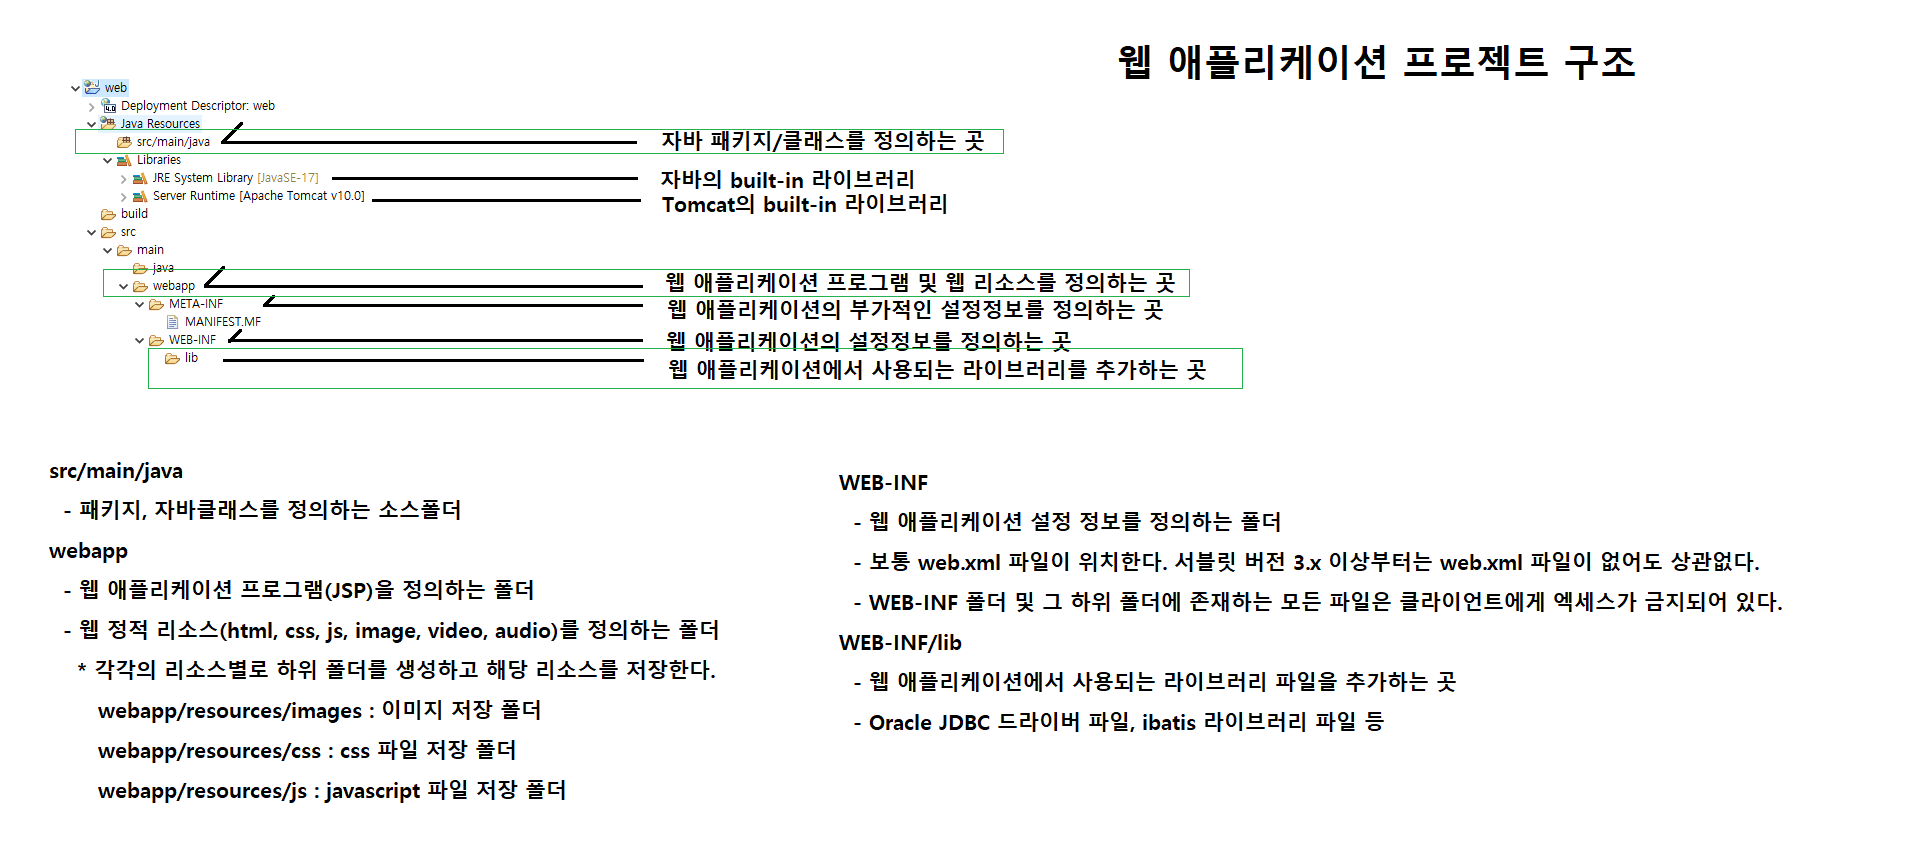 웹 애플리케이션 프로젝트 구조
web
Deployment Descriptor: web
Java Resources
src/main/java 자바 패키지/클래스를 정의하는 곳
Libraries
JRE System Library [JavaSE-17] 자바의 built-in 라이브러리
Server Runtime [Apache Tomcat v10.0] Tomcat의 built-in 라이브러리
build
src
main
java
webapp 웹 애플리케이션 프로그램 및 웹 리소스를 정의하는 곳
META-INF 웹 애플리케이션의 부가적인 설정정보를 정의하는 곳
MANIFEST.MF
WEB-INF 웹 애플리케이션의 설정정보를 정의하는 곳
lib 웹 애플리케이션에서 사용되는 라이브러리를 추가하는 곳
src/main/java
- 패키지, 자바클래스를 정의하는 소스폴더
webapp
- 웹 애플리케이션 프로그램(JSP)을 정의하는 폴더
- 웹 정적 리소스(html, css, js, image, video, audio)를 정의하는 폴더
* 각각의 리소스별로 하위 폴더를 생성하고 해당 리소스를 저장한다.
webapp/resources/images : 이미지 저장 폴더
webapp/resources/css : css 파일 저장 폴더
webapp/resources/js : javascript 파일 저장 폴더
WEB-INF
- 웹 애플리케이션 설정 정보를 정의하는 폴더
- 보통 web.xml 파일이 위치한다. 서블릿 버전 3.x 이상부터는 web.xml 파일이 없어도 상관없다.
- WEB-INF 폴더 및 그 하위 폴더에 존재하는 모든 파일은 클라이언트에게 엑세스가 금지되어 있다.
WEB-INF/lib
- 웹 애플리케이션에서 사용되는 라이브러리 파일을 추가하는 곳
- Oracle JDBC 드라이버 파일, ibatis 라이브러리 파일 등